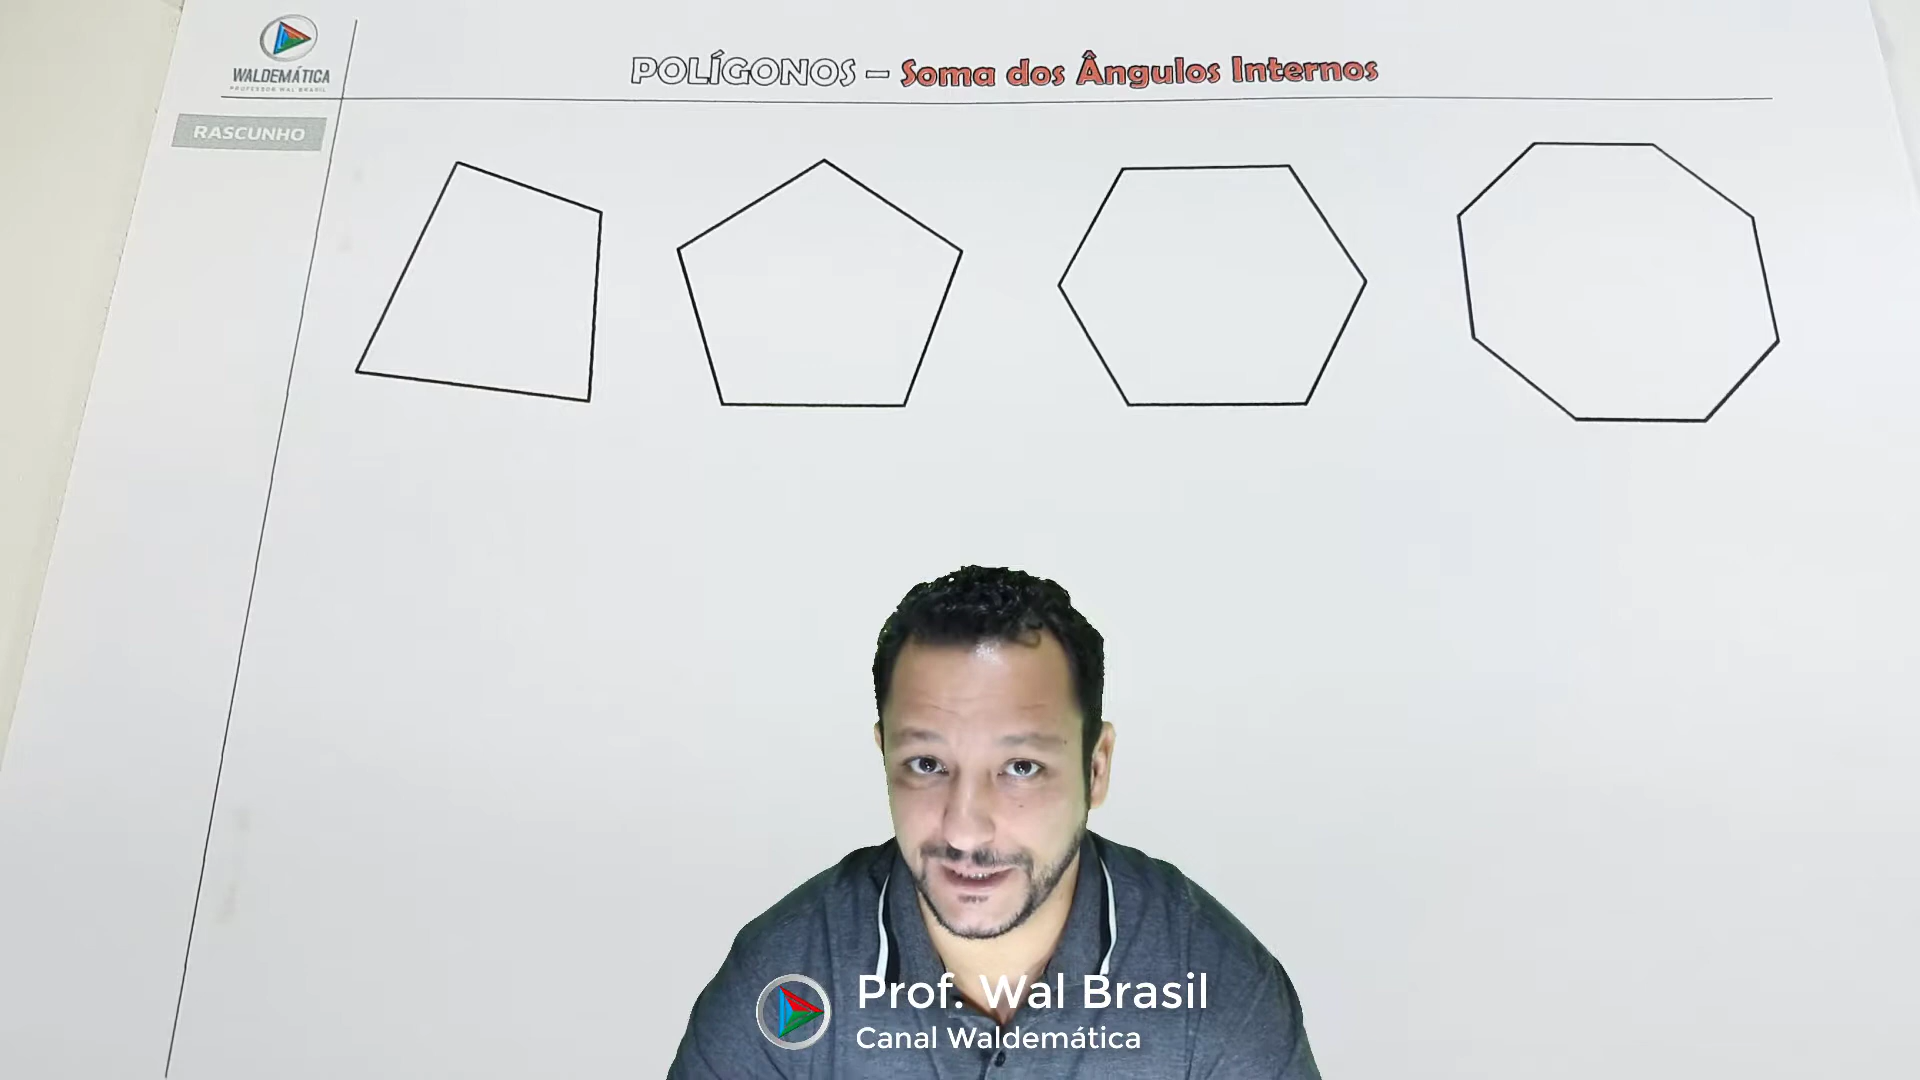 WALDEMÁTICA
PROFESSOR WAL BRASIL
POLÍGONOS – Soma dos Ângulos Internos
RASCUNHO
Prof. Wal Brasil
Canal Waldemática